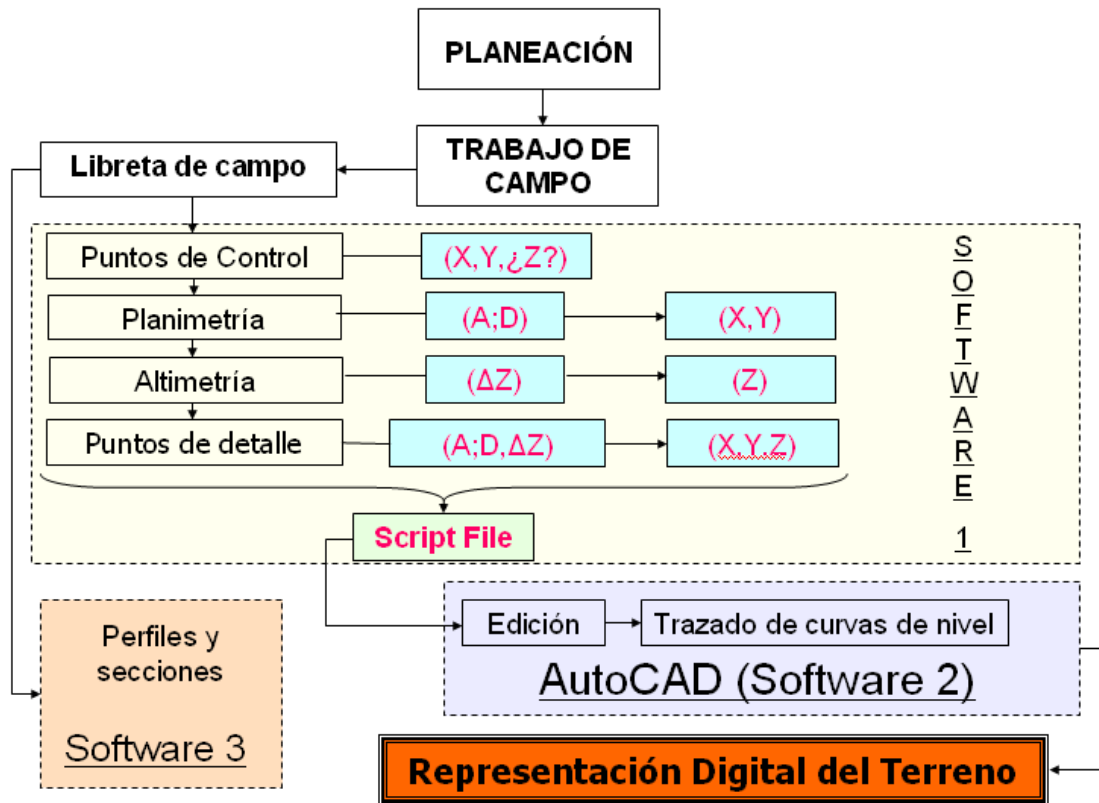 PLANEACIÓN
TRABAJO DE
CAMPO
Libreta de campo
Puntos de Control
(X,Y,¿Z?)
Planimetría
(A;D)
(X,Y)
Altimetría
(ΔZ)
(Z)
Puntos de detalle
(A;D,ΔZ)
(X,Y.Z)
Script File
S
O
F
T
W
A
R
E
1
Perfiles y
secciones
Software 3
Edición
Trazado de curvas de nivel
AutoCAD (Software 2)
Representación Digital del Terreno